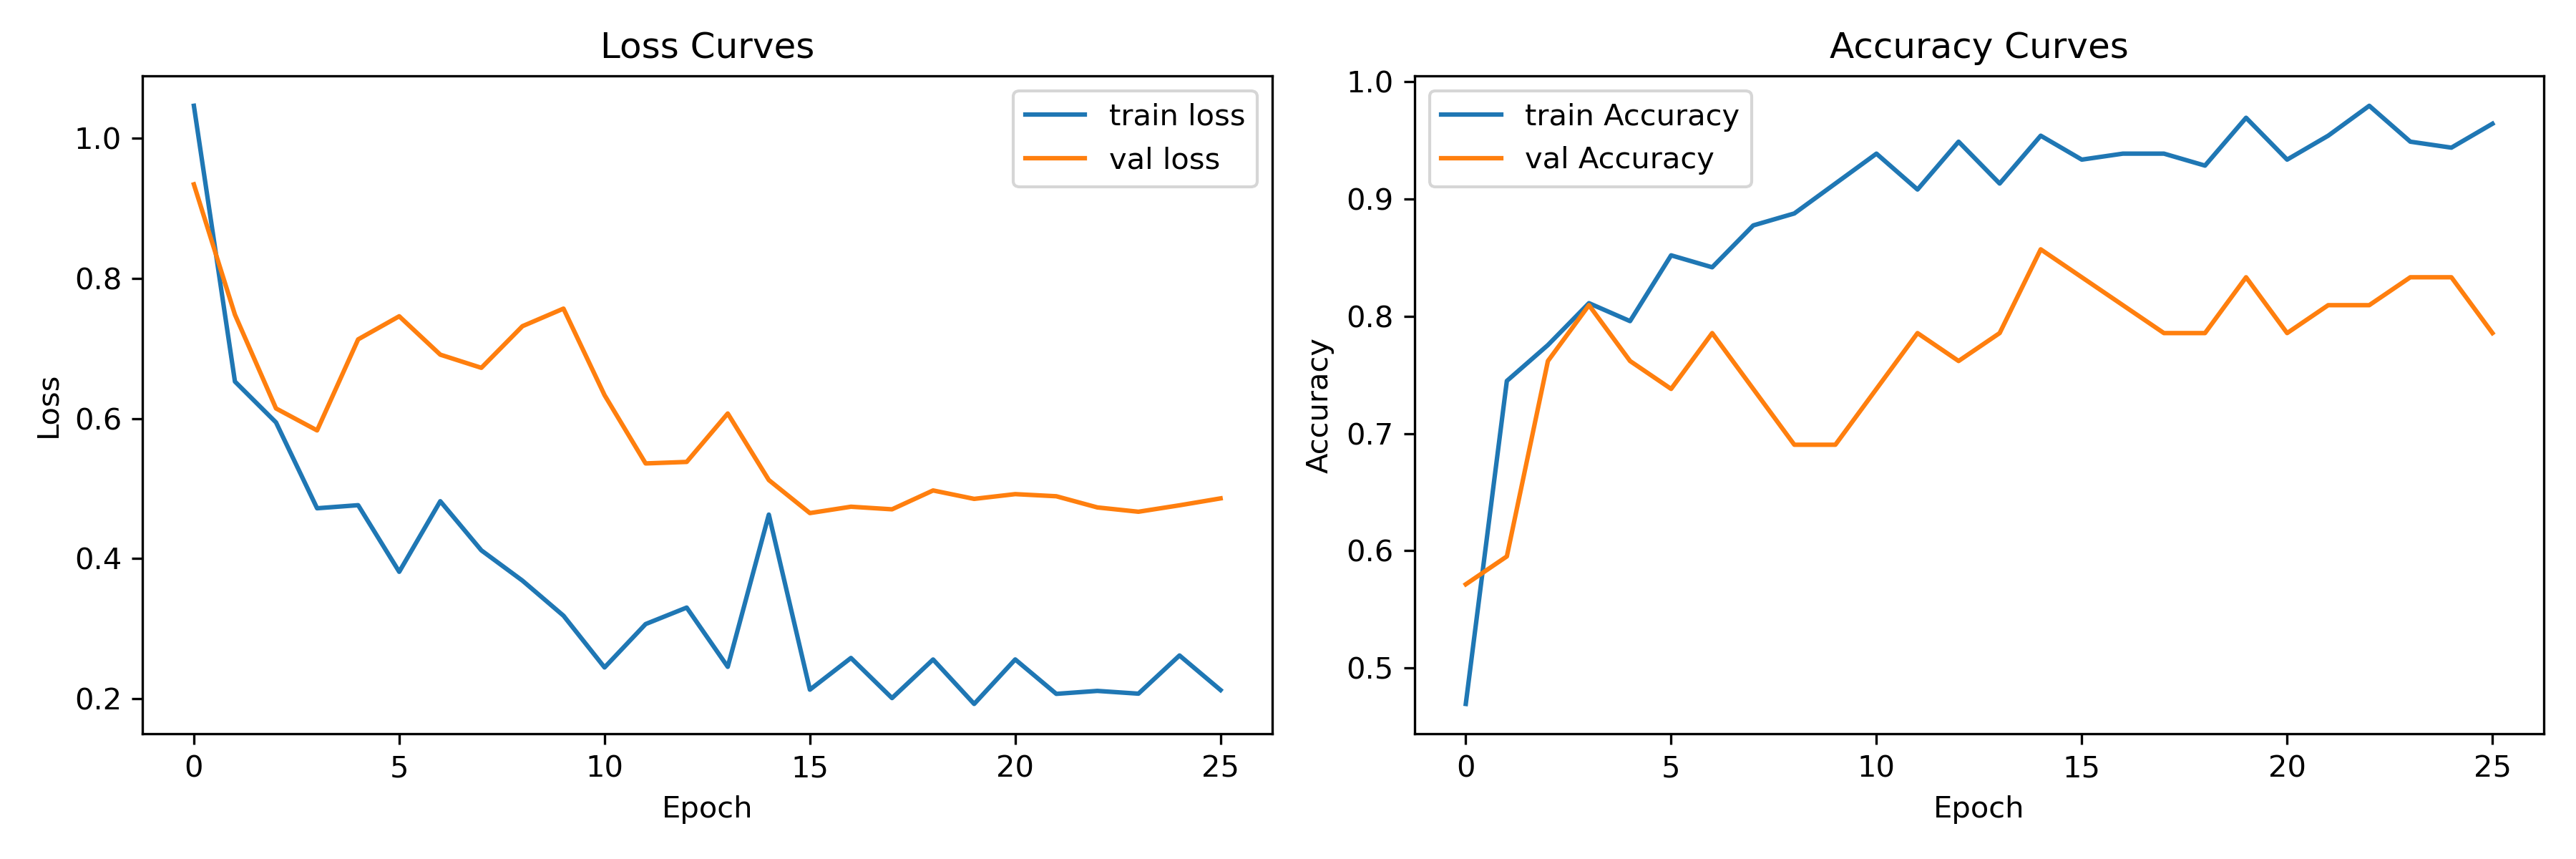 Loss Curves
train loss
val loss
Loss
1.0
0.8
0.6
0.4
0.2
0 5 10 15 20 25
Epoch
Accuracy Curves
train Accuracy
val Accuracy
Accuracy
1.0
0.9
0.8
0.7
0.6
0.5
0 5 10 15 20 25
Epoch